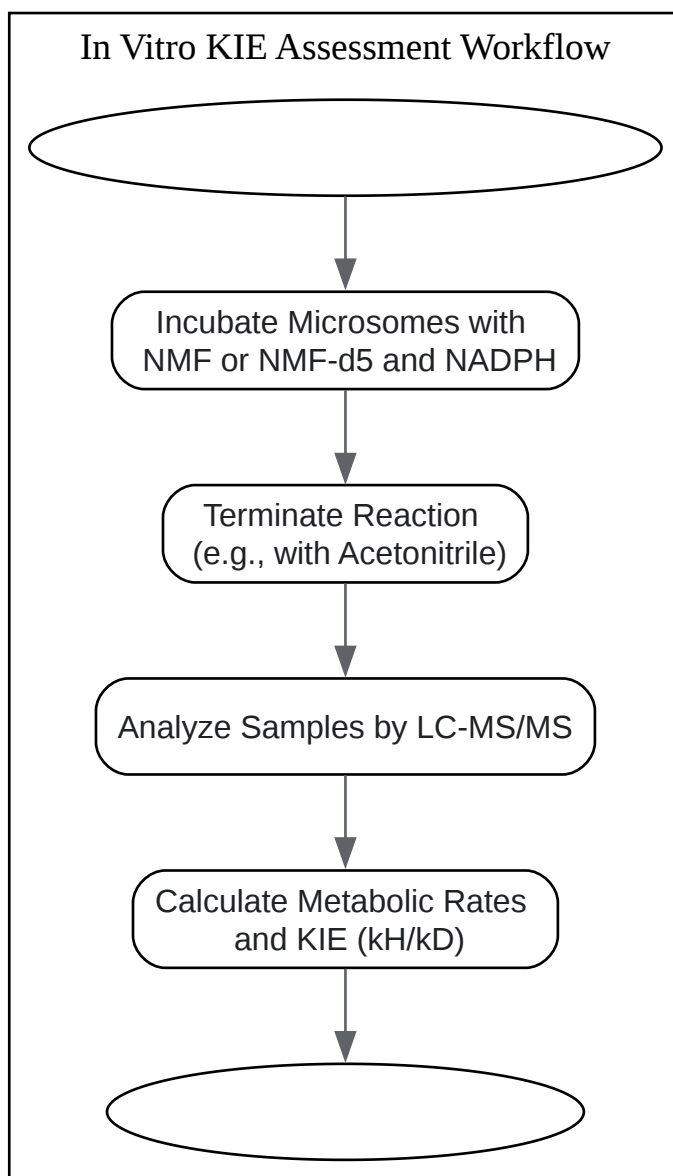 In Vitro KIE Assessment Workflow
Incubate Microsomes with
NMF or NMF-d5 and NADPH
Terminate Reaction
(e.g., with Acetonitrile)
Analyze Samples by LC-MS/MS
Calculate Metabolic Rates
and KIE (kH/kD)